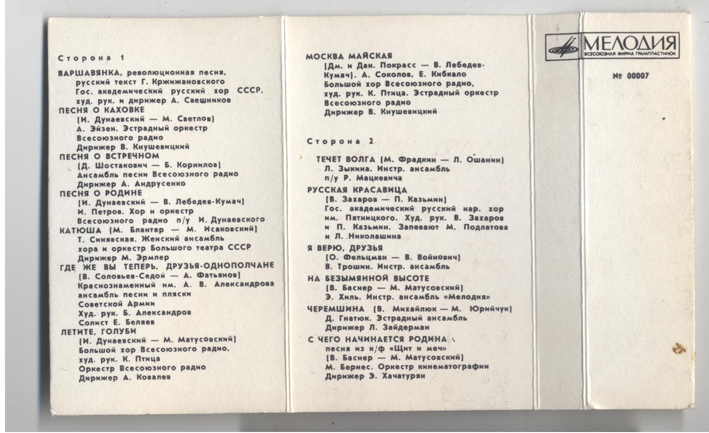 Сторона 1
ВАРШАВЯНКА, революционная песня,
русский текст Г. Кржижановского
Гос. академический русский хор СССР.
худ. рук и дирижер А. Свешников
ПЕСНЯ О КАХОВКЕ
(И. Дунаевский — М. Светлов)
А. Эйзен. Эстрадный оркестр
Всесоюзного радио
Дирижер В. Кнушевицкий
ПЕСНЯ О ВСТРЕЧНОМ
(Д. Шостакович — Б. Корнилов)
Ансамбль песни Всесоюзного радио
Дирижер А. Андрусенко
ПЕСНЯ О РОДИНЕ
(И. Дунаевский — В. Лебедев-Кумач)
И. Петров. Хор и оркестр
Всесоюзного радио п/у И. Дунаевского
КАТЮША (М. Блантер — М. Исаковский)
Т. Синявская. Женский ансамбль
хора и оркестр Большого театра СССР
Дирижер М. Эрмлер
ГДЕ ЖЕ ВЫ ТЕПЕРЬ, ДРУЗЬЯ-ОДНОПОЛЧАНЕ
(В. Соловьев-Седой — А. Фатьянов)
Краснознаменный им. А. В. Александрова
ансамбль песни и пляски
Советской Армии
Худ. рук. Б. Александров
Солист Е. Беляев
ЛЕТИТЕ, ГОЛУБИ
(И. Дунаевский — М. Матусовский)
Большой хор Всесоюзного радио,
худ. рук. К. Птица
Оркестр Всесоюзного радио
Дирижер А. Ковалев
МОСКВА МАЙСКАЯ
(Дм. и Дан. Покрасс — В. Лебедев-
Кумач). А. Соколов, Е. Кибкало
Большой хор Всесоюзного радио,
худ. рук. К. Птица. Эстрадный оркестр
Всесоюзного радио
Дирижер В. Кнушевицкий
Сторона 2
ТЕЧЕТ ВОЛГА (М. Фрадкин — Л. Ошанин)
Л. Зыкина. Инстр. ансамбль
п/у Р. Мацкевича
РУССКАЯ КРАСАВИЦА
(В. Захаров — П. Казьмин)
Гос. академический русский нар. хор
им. Пятницкого. Худ. рук. В. Захаров
и П. Казьмин. Запевают М. Подлатова
и Л. Николашина
Я ВЕРЮ, ДРУЗЬЯ
(О. Фельцман — В. Войнович)
В. Трошин. Инстр. ансамбль
НА БЕЗЫМЯННОЙ ВЫСОТЕ
(В. Баснер — М. Матусовский)
Э. Хиль. Инстр. ансамбль «Мелодия»
ЧЕРЕМШИНА (В. Михайлюк — М. Юрийчук)
Д. Гнатюк. Эстрадный ансамбль
Дирижер Л. Зайдерман
С ЧЕГО НАЧИНАЕТСЯ РОДИНА
песня из к/ф «Щит и меч»
(В. Баснер — М. Матусовский)
М. Бернес. Оркестр кинематографии
Дирижер Э. Хачатурян
МЕЛОДИЯ
ВСЕСОЮЗНАЯ ФИРМА ГРАМПЛАСТИНОК
№ 00007